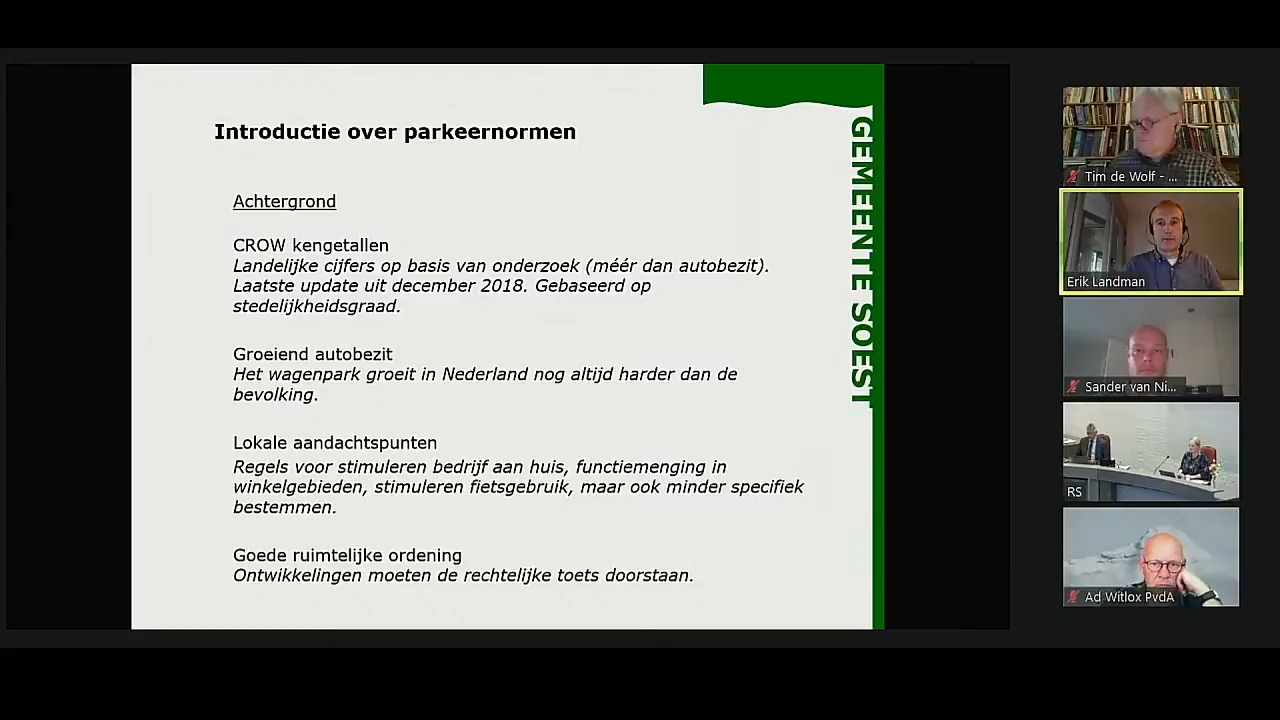 Introductie over parkeernormen
Achtergrond
CROW kengetallen
Landelijke cijfers op basis van onderzoek (méér dan autobezit).
Laatste update uit december 2018. Gebaseerd op
stedelijkheidsgraad.
Groeiend autobezit
Het wagenpark groeit in Nederland nog altijd harder dan de
bevolking.
Lokale aandachtspunten
Regels voor stimuleren bedrijf aan huis, functiemenging in
winkelgebieden, stimuleren fietsgebruik, maar ook minder specifiek
bestemmen.
Goede ruimtelijke ordening
Ontwikkelingen moeten de rechtelijke toets doorstaan.
GEMEENTE SOEST
Tim de Wolf - ...
Erik Landman
Sander van Ni...
RS
Ad Witlox PvdA